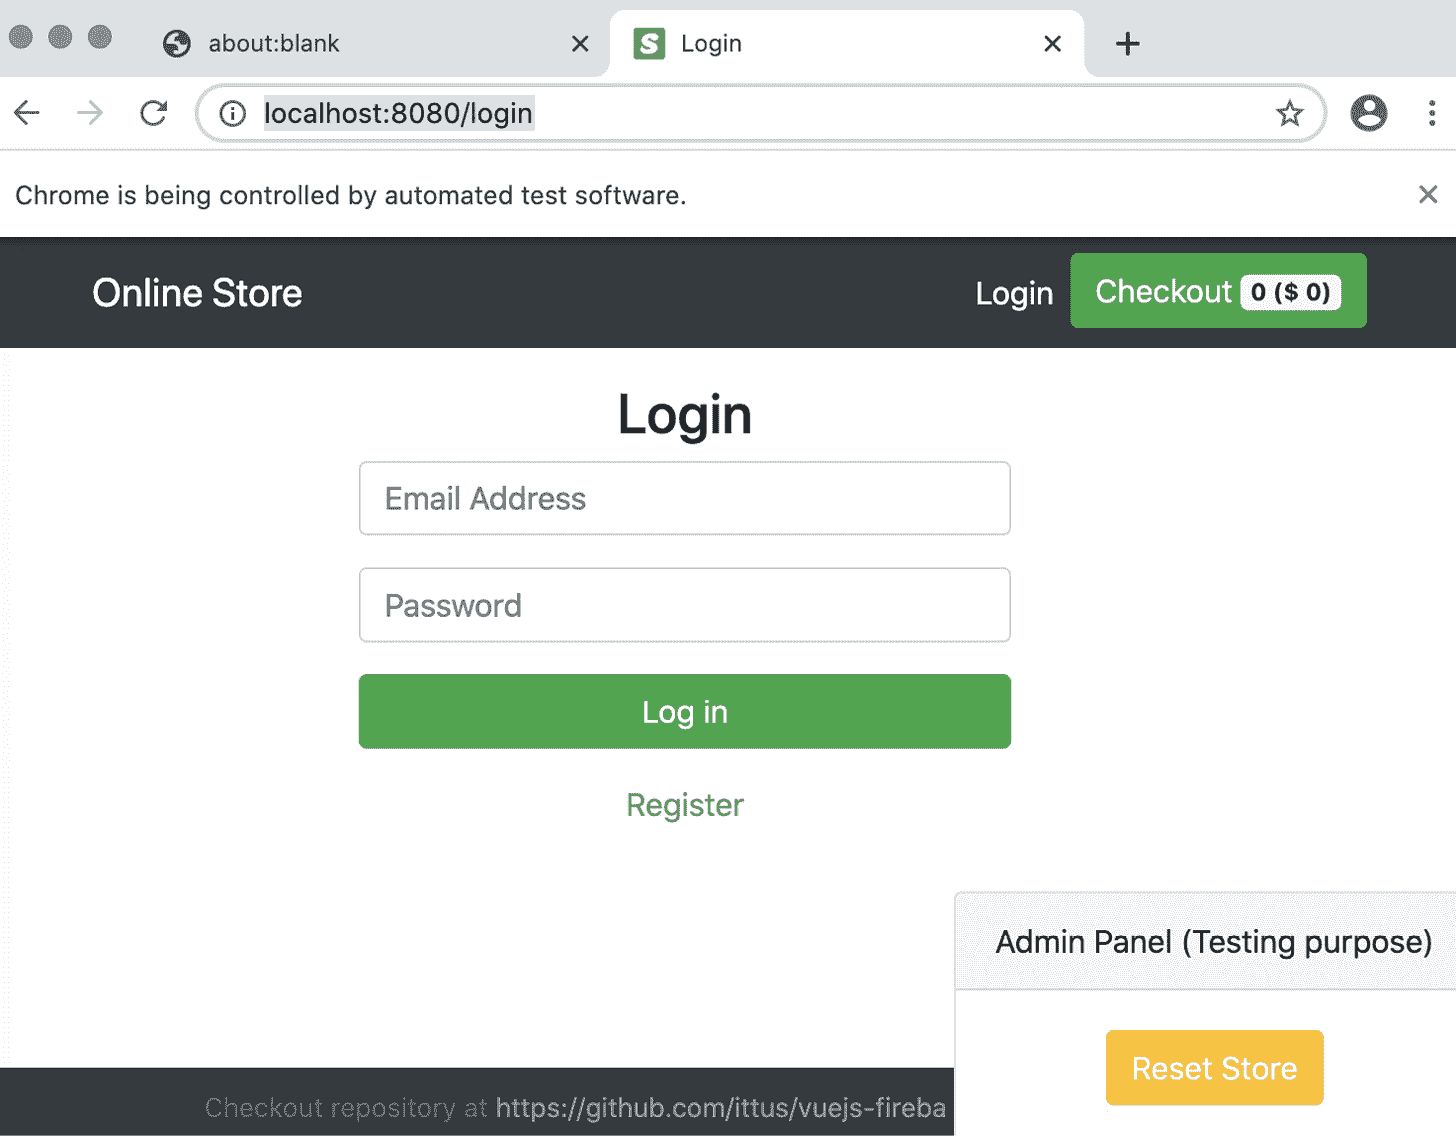 about:blank
S Login
localhost:8080/login
Chrome is being controlled by automated test software.
Online Store Login Checkout 0 ($ 0)
Login
Email Address
Password
Log in
Register
Admin Panel (Testing purpose)
Reset Store
Checkout repository at https://github.com/ittus/vuejs-fireba